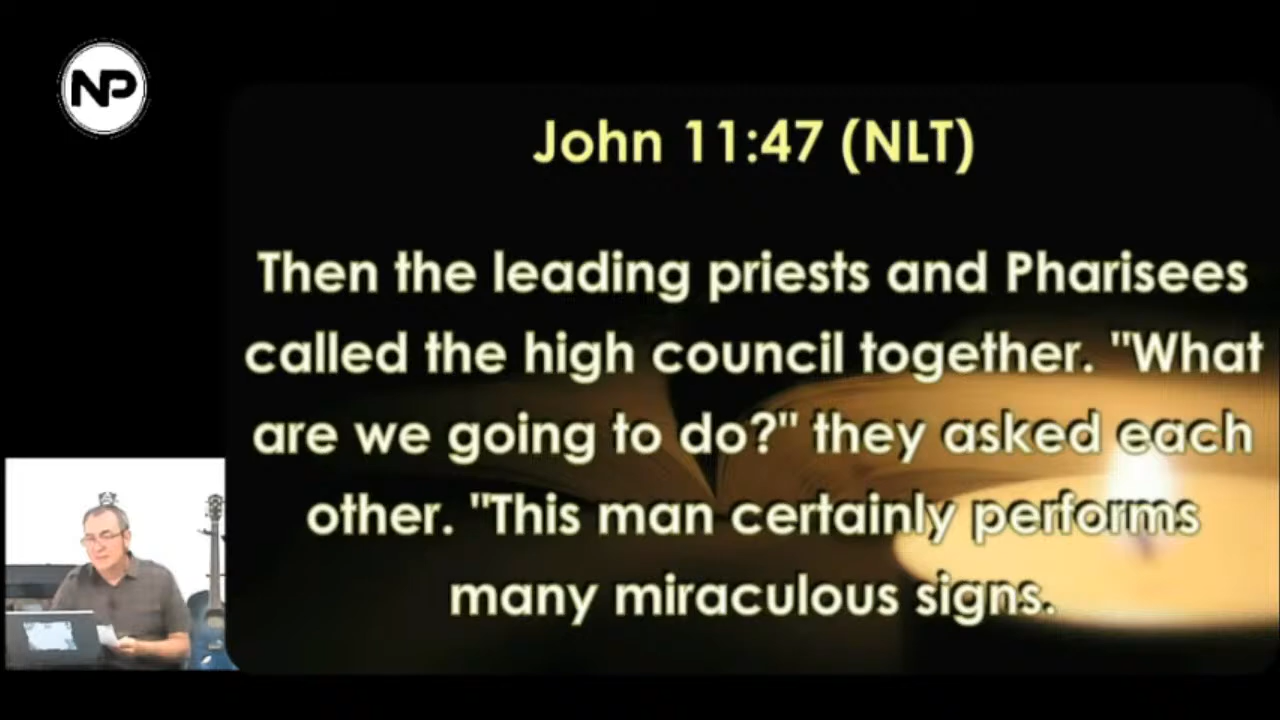 NP
John 11:47 (NLT)
Then the leading priests and Pharisees
called the high council together. "What
are we going to do?" they asked each
other. "This man certainly performs
many miraculous signs.